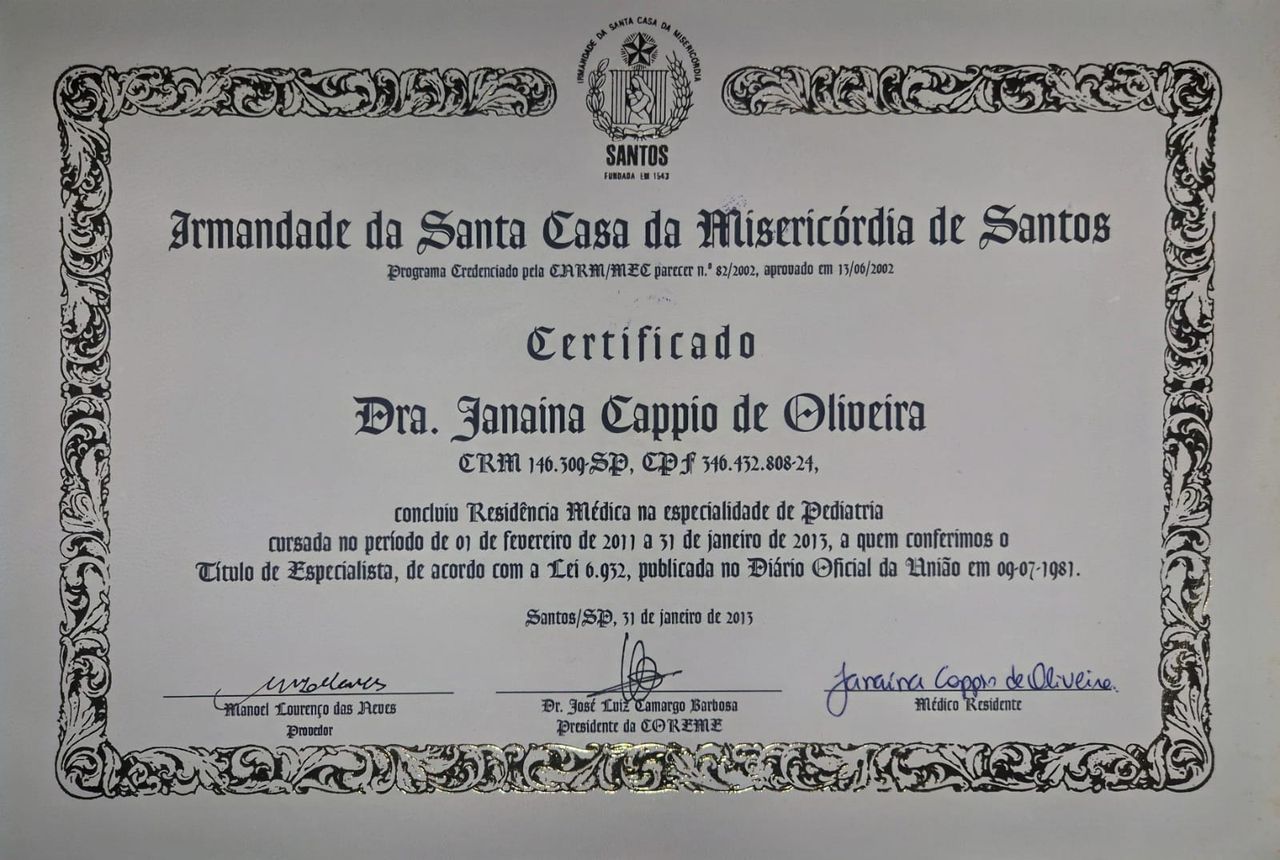 IRMANDADE DA SANTA CASA DA MISERICÓRDIA
SANTOS
FUNDADA EM 1543
Irmandade da Santa Casa da Misericórdia de Santos
Programa Credenciado pela CNRM/MEC parecer n.º 82/2002, aprovado em 13/06/2002
Certificado
Dra. Janaina Cappio de Oliveira
CRM 146.309-SP, CPF 346.432.808-24,
concluiu Residência Médica na especialidade de Pediatria
cursada no período de 01 de fevereiro de 2011 a 31 de janeiro de 2013, a quem conferimos o
Título de Especialista, de acordo com a Lei 6.932, publicada no Diário Oficial da União em 09-07-1981.
Santos/SP, 31 de janeiro de 2013
Janaina Cappio de Oliveira.
Manoel Lourenço das Neves
Dr. José Luiz Camargo Barbosa
Médico Residente
Provedor
Presidente da COREME